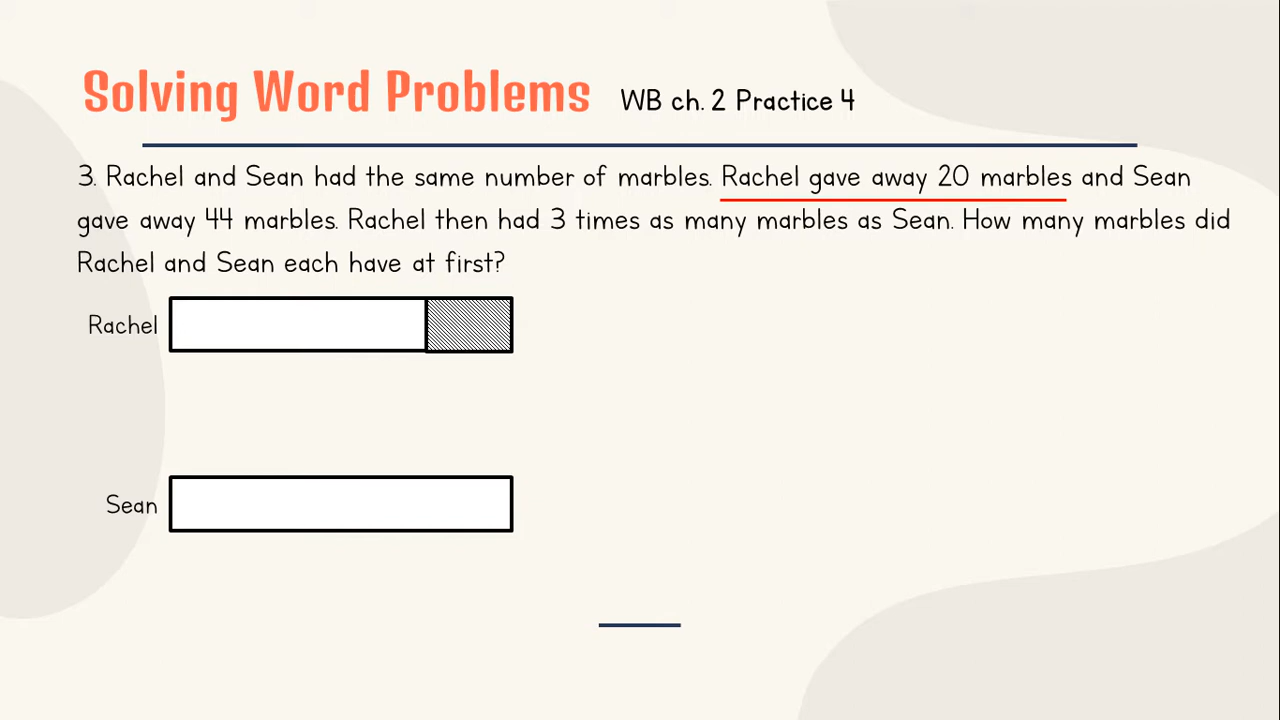 Solving Word Problems WB ch. 2 Practice 4
3. Rachel and Sean had the same number of marbles. Rachel gave away 20 marbles and Sean
gave away 44 marbles. Rachel then had 3 times as many marbles as Sean. How many marbles did
Rachel and Sean each have at first?
Rachel
Sean